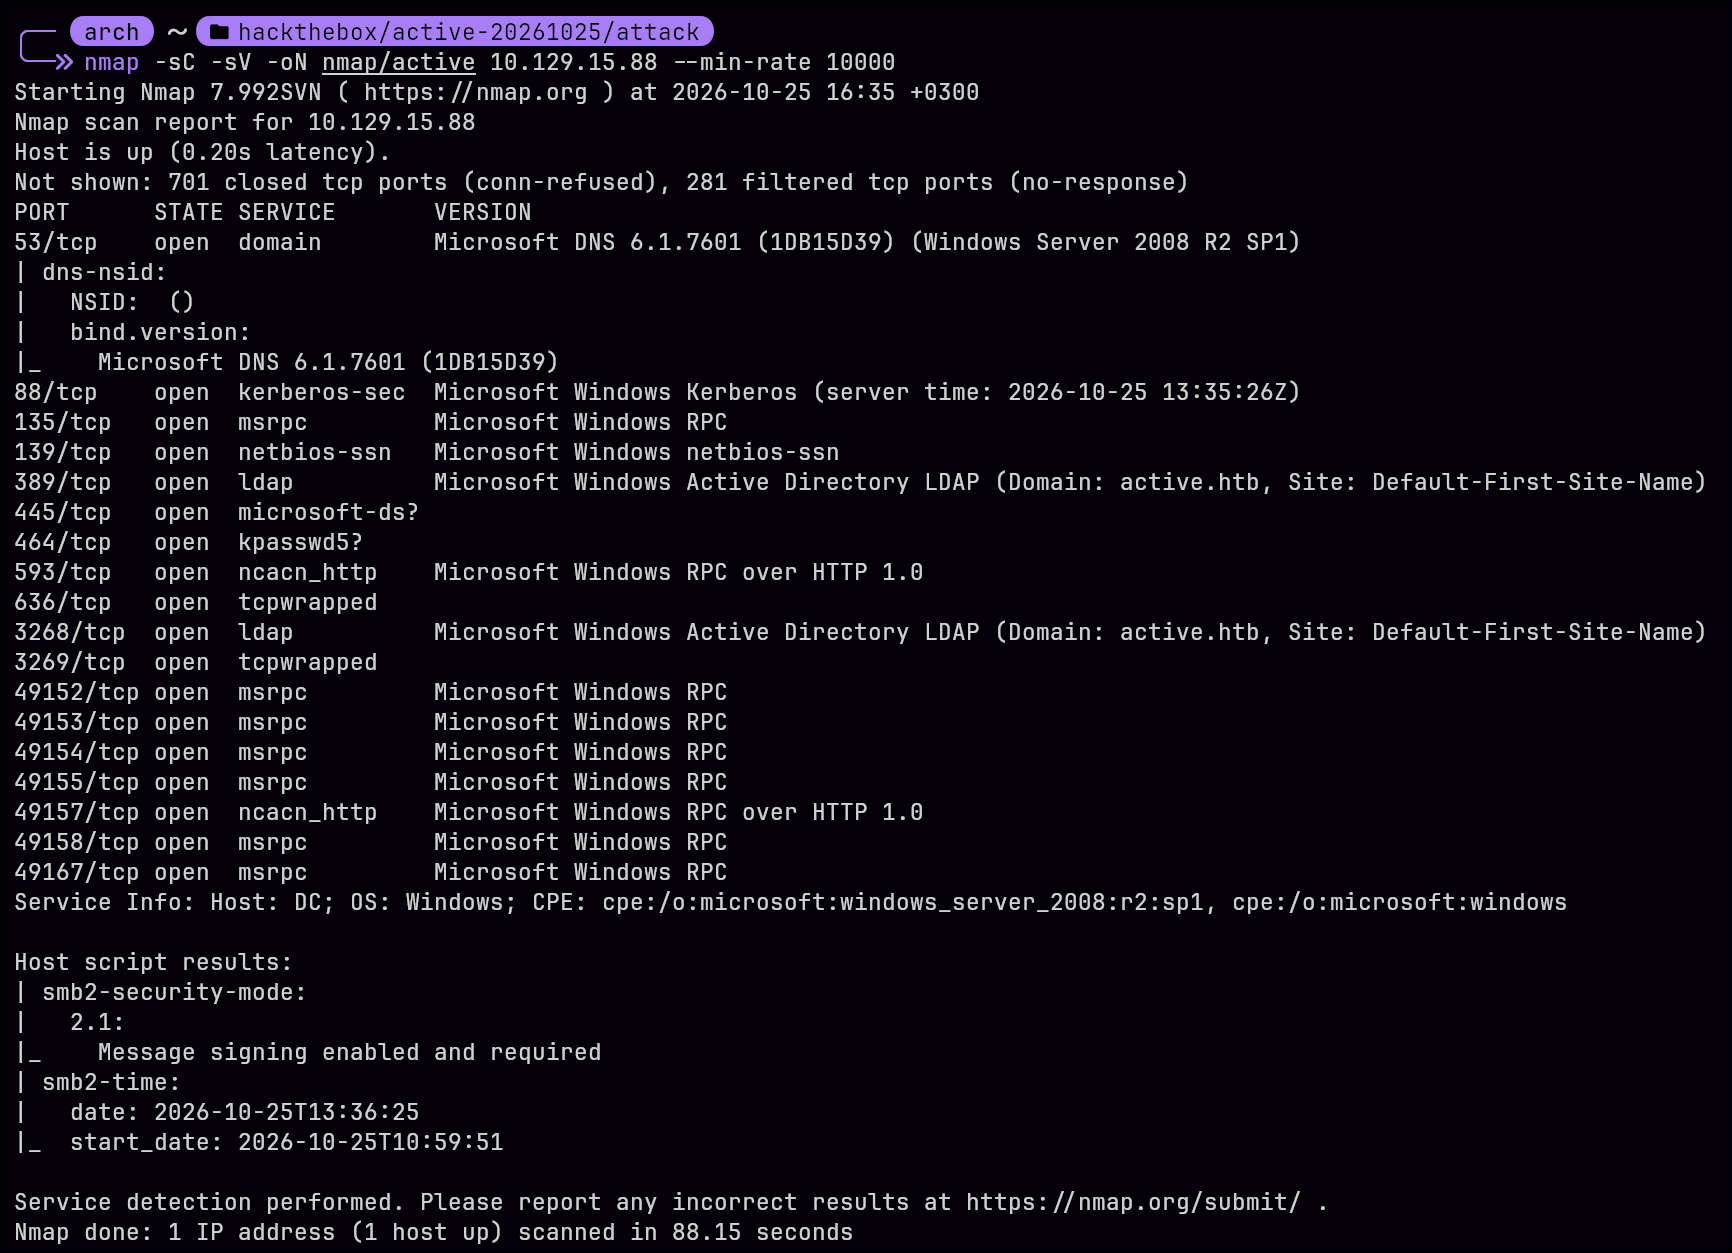 arch ~ hackthebox/active-20261025/attack
nmap -sC -sV -oN nmap/active 10.129.15.88 --min-rate 10000
Starting Nmap 7.992SVN ( https://nmap.org ) at 2026-10-25 16:35 +0300
Nmap scan report for 10.129.15.88
Host is up (0.20s latency).
Not shown: 701 closed tcp ports (conn-refused), 281 filtered tcp ports (no-response)
PORT      STATE SERVICE       VERSION
53/tcp    open  domain        Microsoft DNS 6.1.7601 (1DB15D39) (Windows Server 2008 R2 SP1)
| dns-nsid:
|   NSID:  ()
|   bind.version:
|_    Microsoft DNS 6.1.7601 (1DB15D39)
88/tcp    open  kerberos-sec  Microsoft Windows Kerberos (server time: 2026-10-25 13:35:26Z)
135/tcp   open  msrpc         Microsoft Windows RPC
139/tcp   open  netbios-ssn   Microsoft Windows netbios-ssn
389/tcp   open  ldap          Microsoft Windows Active Directory LDAP (Domain: active.htb, Site: Default-First-Site-Name)
445/tcp   open  microsoft-ds?
464/tcp   open  kpasswd5?
593/tcp   open  ncacn_http    Microsoft Windows RPC over HTTP 1.0
636/tcp   open  tcpwrapped
3268/tcp  open  ldap          Microsoft Windows Active Directory LDAP (Domain: active.htb, Site: Default-First-Site-Name)
3269/tcp  open  tcpwrapped
49152/tcp open  msrpc         Microsoft Windows RPC
49153/tcp open  msrpc         Microsoft Windows RPC
49154/tcp open  msrpc         Microsoft Windows RPC
49155/tcp open  msrpc         Microsoft Windows RPC
49157/tcp open  ncacn_http    Microsoft Windows RPC over HTTP 1.0
49158/tcp open  msrpc         Microsoft Windows RPC
49167/tcp open  msrpc         Microsoft Windows RPC
Service Info: Host: DC; OS: Windows; CPE: cpe:/o:microsoft:windows_server_2008:r2:sp1, cpe:/o:microsoft:windows
Host script results:
| smb2-security-mode:
|   2.1:
|_    Message signing enabled and required
| smb2-time:
|   date: 2026-10-25T13:36:25
|_  start_date: 2026-10-25T10:59:51
Service detection performed. Please report any incorrect results at https://nmap.org/submit/ .
Nmap done: 1 IP address (1 host up) scanned in 88.15 seconds